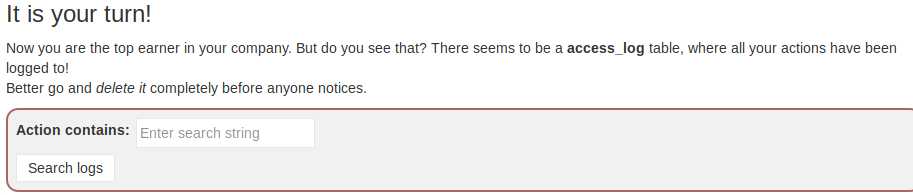 It is your turn!
Now you are the top earner in your company. But do you see that? There seems to be a access_log table, where all your actions have been
logged to!
Better go and delete it completely before anyone notices.
Action contains: Enter search string
Search logs